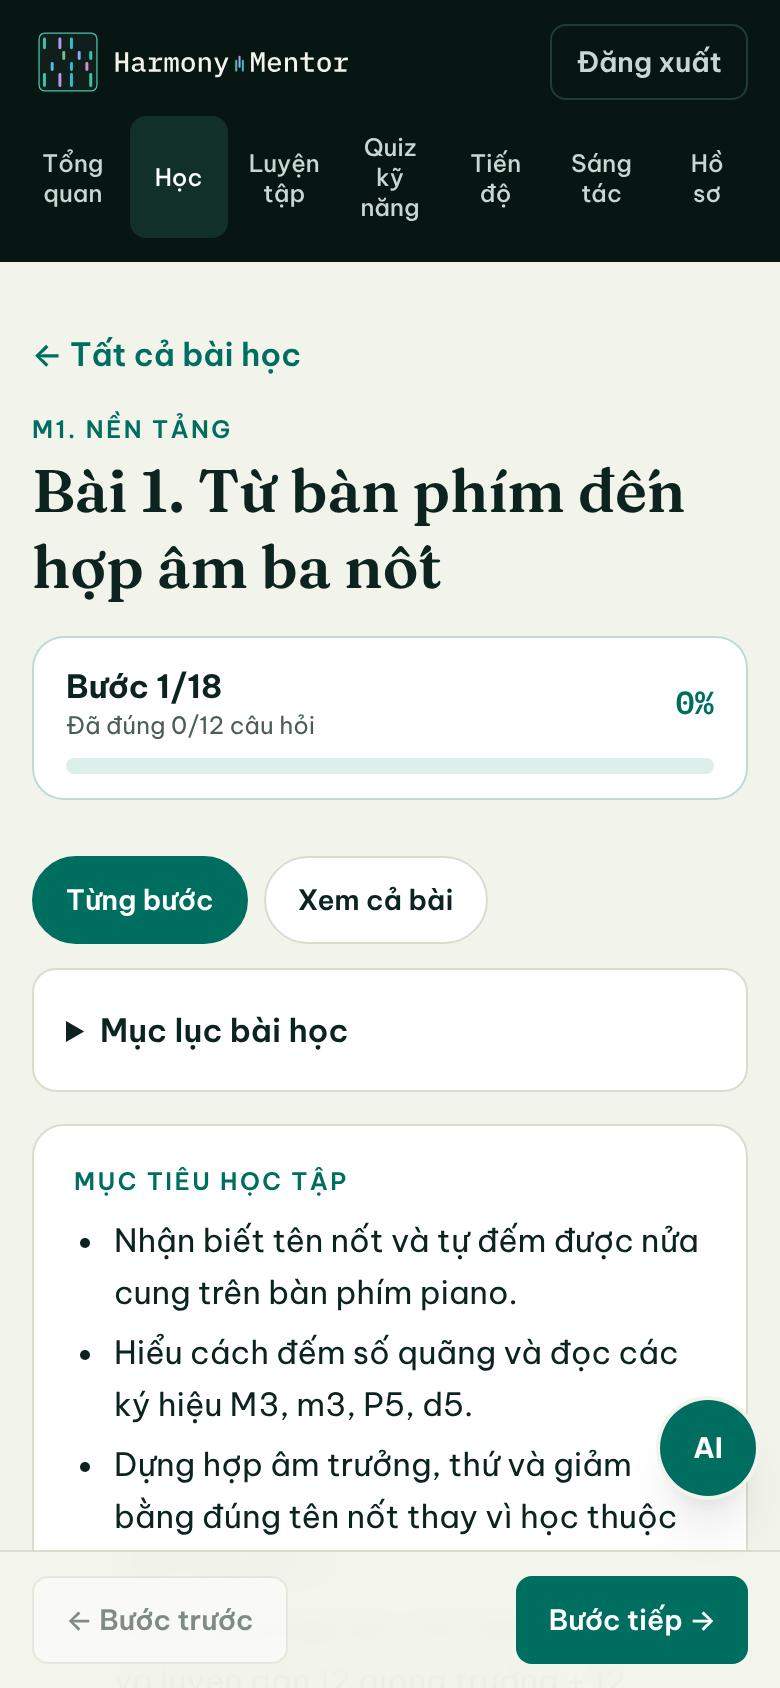 Harmony Mentor
Đăng xuất
Tổng quan
Học
Luyện tập
Quiz kỹ năng
Tiến độ
Sáng tác
Hồ sơ
← Tất cả bài học
M1. NỀN TẢNG
Bài 1. Từ bàn phím đến
hợp âm ba nốt
Bước 1/18
0%
Đã đúng 0/12 câu hỏi
Từng bước
Xem cả bài
▶ Mục lục bài học
MỤC TIÊU HỌC TẬP
• Nhận biết tên nốt và tự đếm được nửa
cung trên bàn phím piano.
• Hiểu cách đếm số quãng và đọc các
ký hiệu M3, m3, P5, d5.
AI
• Dựng hợp âm trưởng, thứ và giảm
bằng đúng tên nốt thay vì học thuộc
← Bước trước
Bước tiếp →